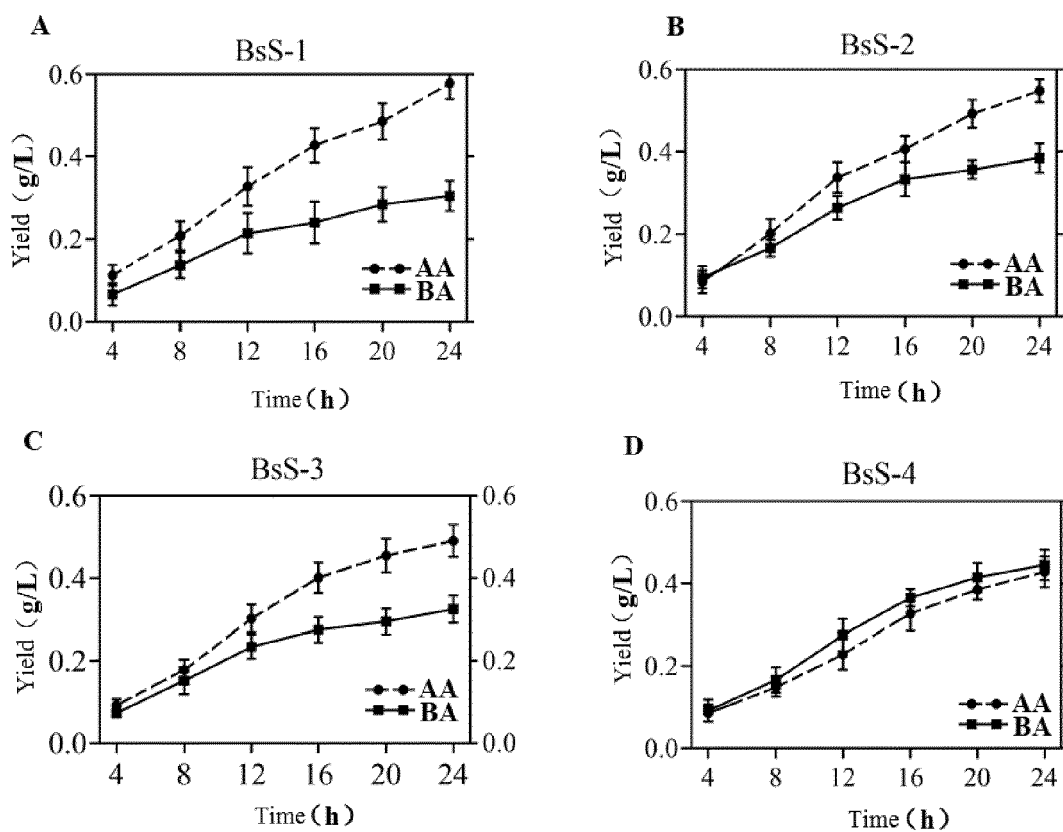 A
BsS-1
0.6
0.4
0.2
0.0
Yield（g/L）
AA
BA
4 8 12 16 20 24
Time（h）
B
BsS-2
0.6
0.4
0.2
0.0
Yield（g/L）
AA
BA
4 8 12 16 20 24
Time（h）
C
BsS-3
0.6 0.6
0.4 0.4
0.2 0.2
0.0 0.0
Yield（g/L）
AA
BA
4 8 12 16 20 24
Time（h）
D
BsS-4
0.6
0.4
0.2
0.0
Yield（g/L）
AA
BA
4 8 12 16 20 24
Time（h）